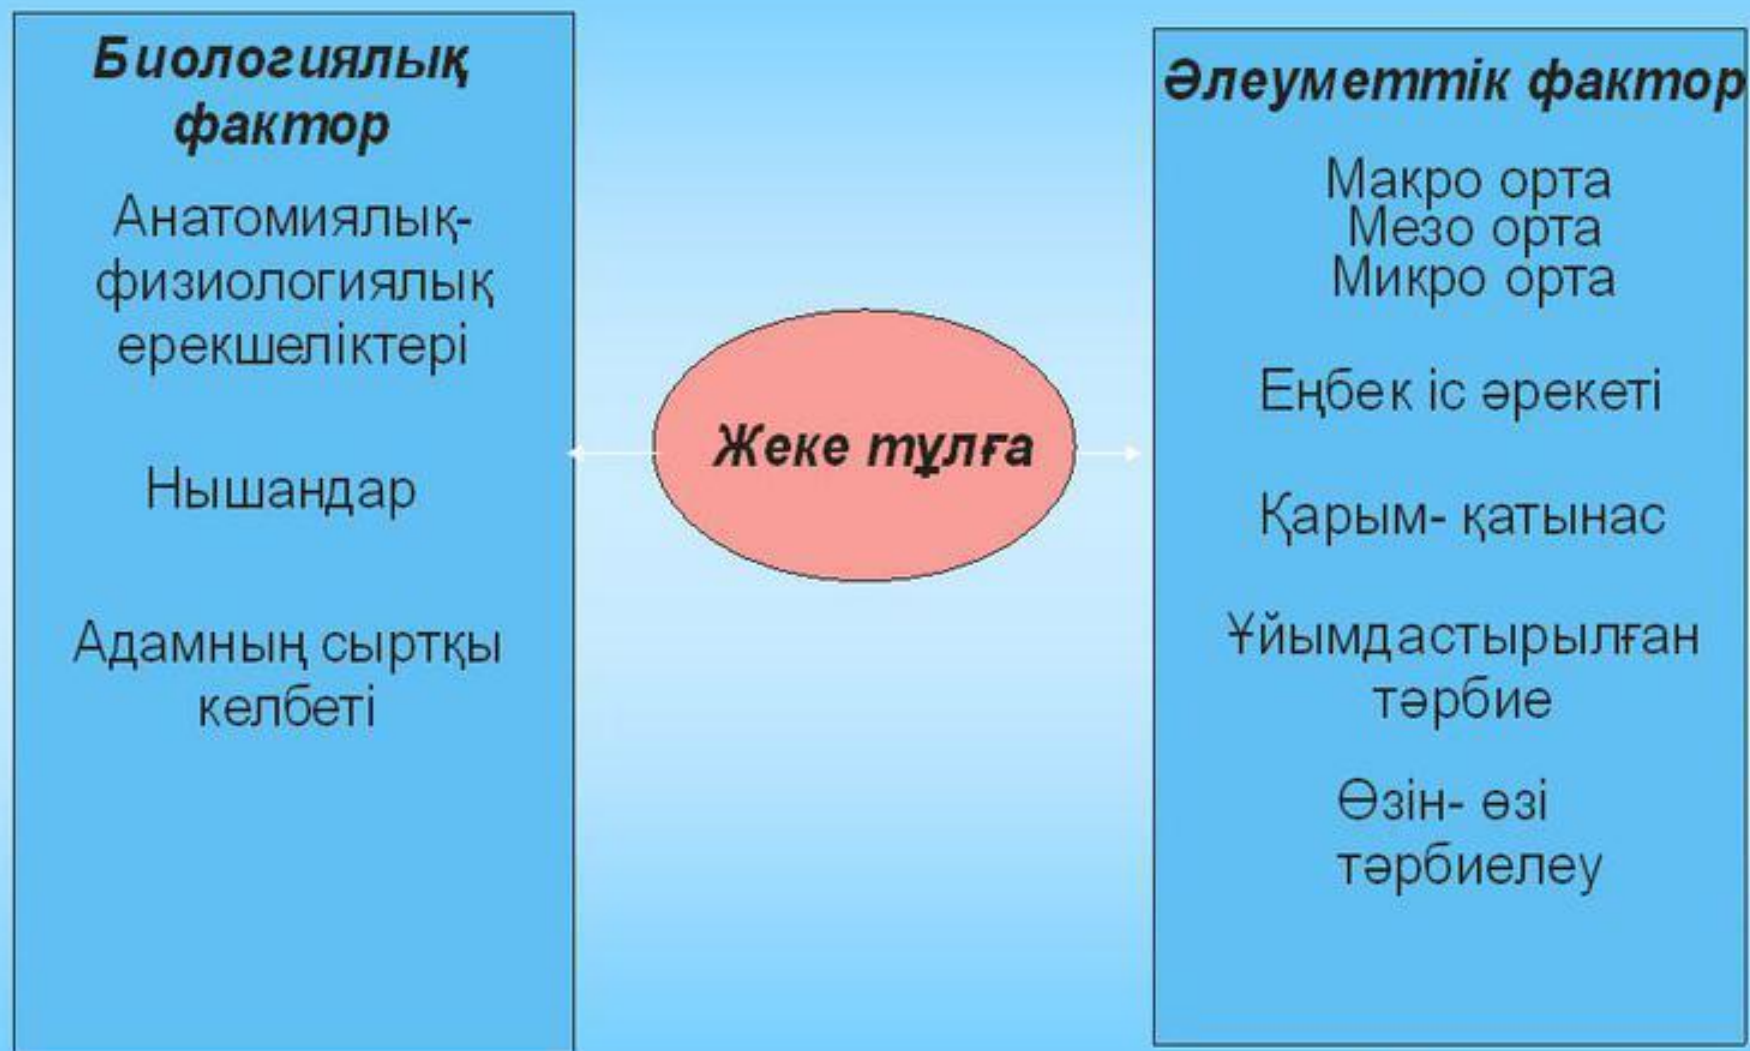 Биологиялық
фактор
Анатомиялық-
физиологиялық
ерекшеліктері
Нышандар
Адамның сыртқы
келбеті
Жеке тұлға
Әлеуметтік фактор
Макро орта
Мезо орта
Микро орта
Еңбек іс әрекеті
Қарым- қатынас
Ұйымдастырылған
тәрбие
Өзін- өзі
тәрбиелеу